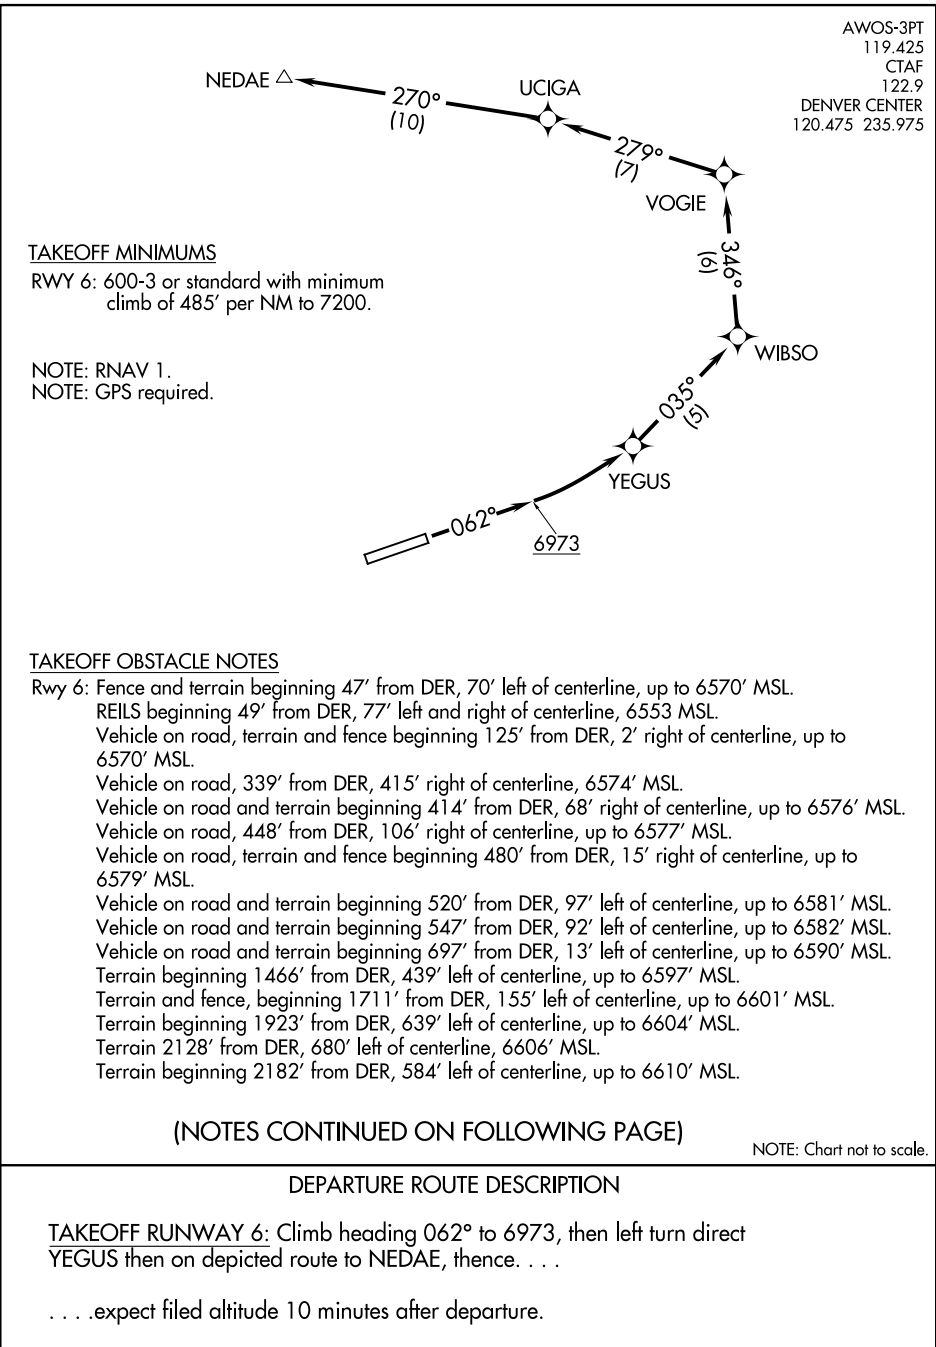 AWOS-3PT
119.425
CTAF
122.9
DENVER CENTER
120.475 235.975
NEDAE
270°
(10)
UCIGA
279°
(7)
VOGIE
346°
(6)
WIBSO
035°
(5)
YEGUS
062°
6973
TAKEOFF MINIMUMS
RWY 6: 600-3 or standard with minimum
climb of 485' per NM to 7200.
NOTE: RNAV 1.
NOTE: GPS required.
TAKEOFF OBSTACLE NOTES
Rwy 6: Fence and terrain beginning 47' from DER, 70' left of centerline, up to 6570' MSL.
REILS beginning 49' from DER, 77' left and right of centerline, 6553 MSL.
Vehicle on road, terrain and fence beginning 125' from DER, 2' right of centerline, up to
6570' MSL.
Vehicle on road, 339' from DER, 415' right of centerline, 6574' MSL.
Vehicle on road and terrain beginning 414' from DER, 68' right of centerline, up to 6576' MSL.
Vehicle on road, 448' from DER, 106' right of centerline, up to 6577' MSL.
Vehicle on road, terrain and fence beginning 480' from DER, 15' right of centerline, up to
6579' MSL.
Vehicle on road and terrain beginning 520' from DER, 97' left of centerline, up to 6581' MSL.
Vehicle on road and terrain beginning 547' from DER, 92' left of centerline, up to 6582' MSL.
Vehicle on road and terrain beginning 697' from DER, 13' left of centerline, up to 6590' MSL.
Terrain beginning 1466' from DER, 439' left of centerline, up to 6597' MSL.
Terrain and fence, beginning 1711' from DER, 155' left of centerline, up to 6601' MSL.
Terrain beginning 1923' from DER, 639' left of centerline, up to 6604' MSL.
Terrain 2128' from DER, 680' left of centerline, 6606' MSL.
Terrain beginning 2182' from DER, 584' left of centerline, up to 6610' MSL.
(NOTES CONTINUED ON FOLLOWING PAGE)
NOTE: Chart not to scale.
DEPARTURE ROUTE DESCRIPTION
TAKEOFF RUNWAY 6: Climb heading 062° to 6973, then left turn direct
YEGUS then on depicted route to NEDAE, thence. . . .
. . . .expect filed altitude 10 minutes after departure.